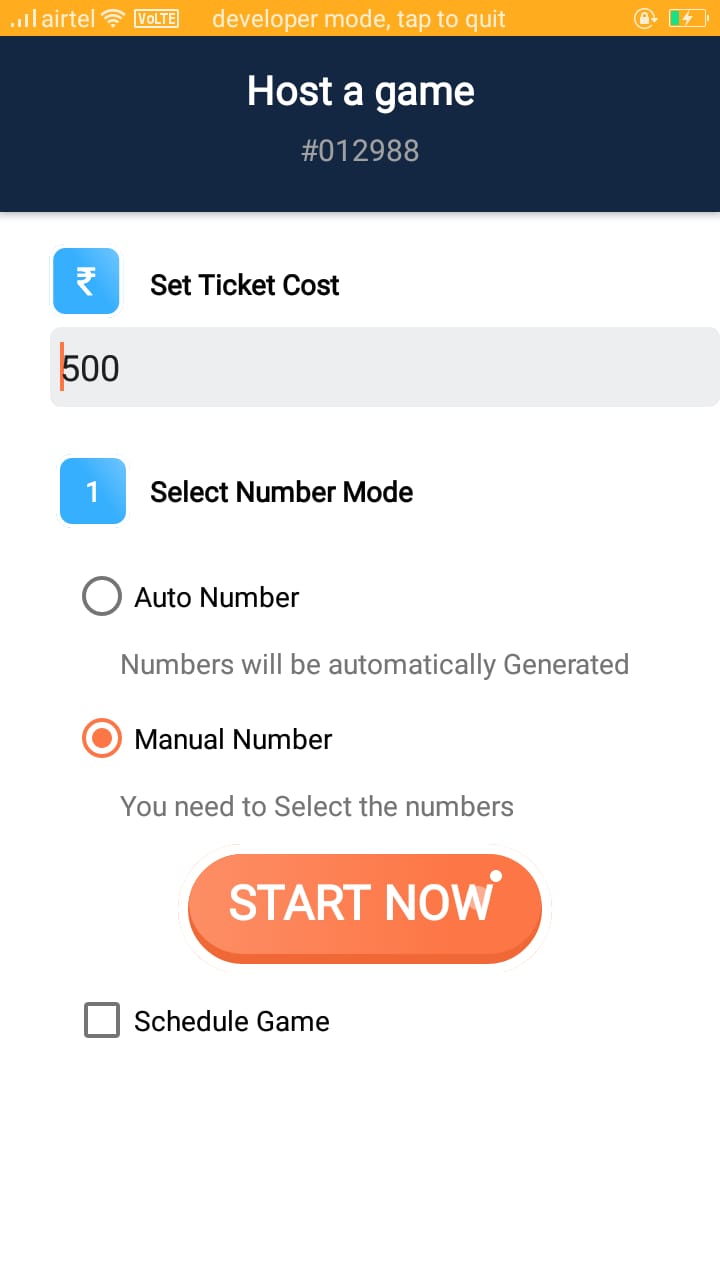 airtel VoLTE developer mode, tap to quit
Host a game
#012988
₹ Set Ticket Cost
500
1 Select Number Mode
Auto Number
Numbers will be automatically Generated
Manual Number
You need to Select the numbers
START NOW
Schedule Game